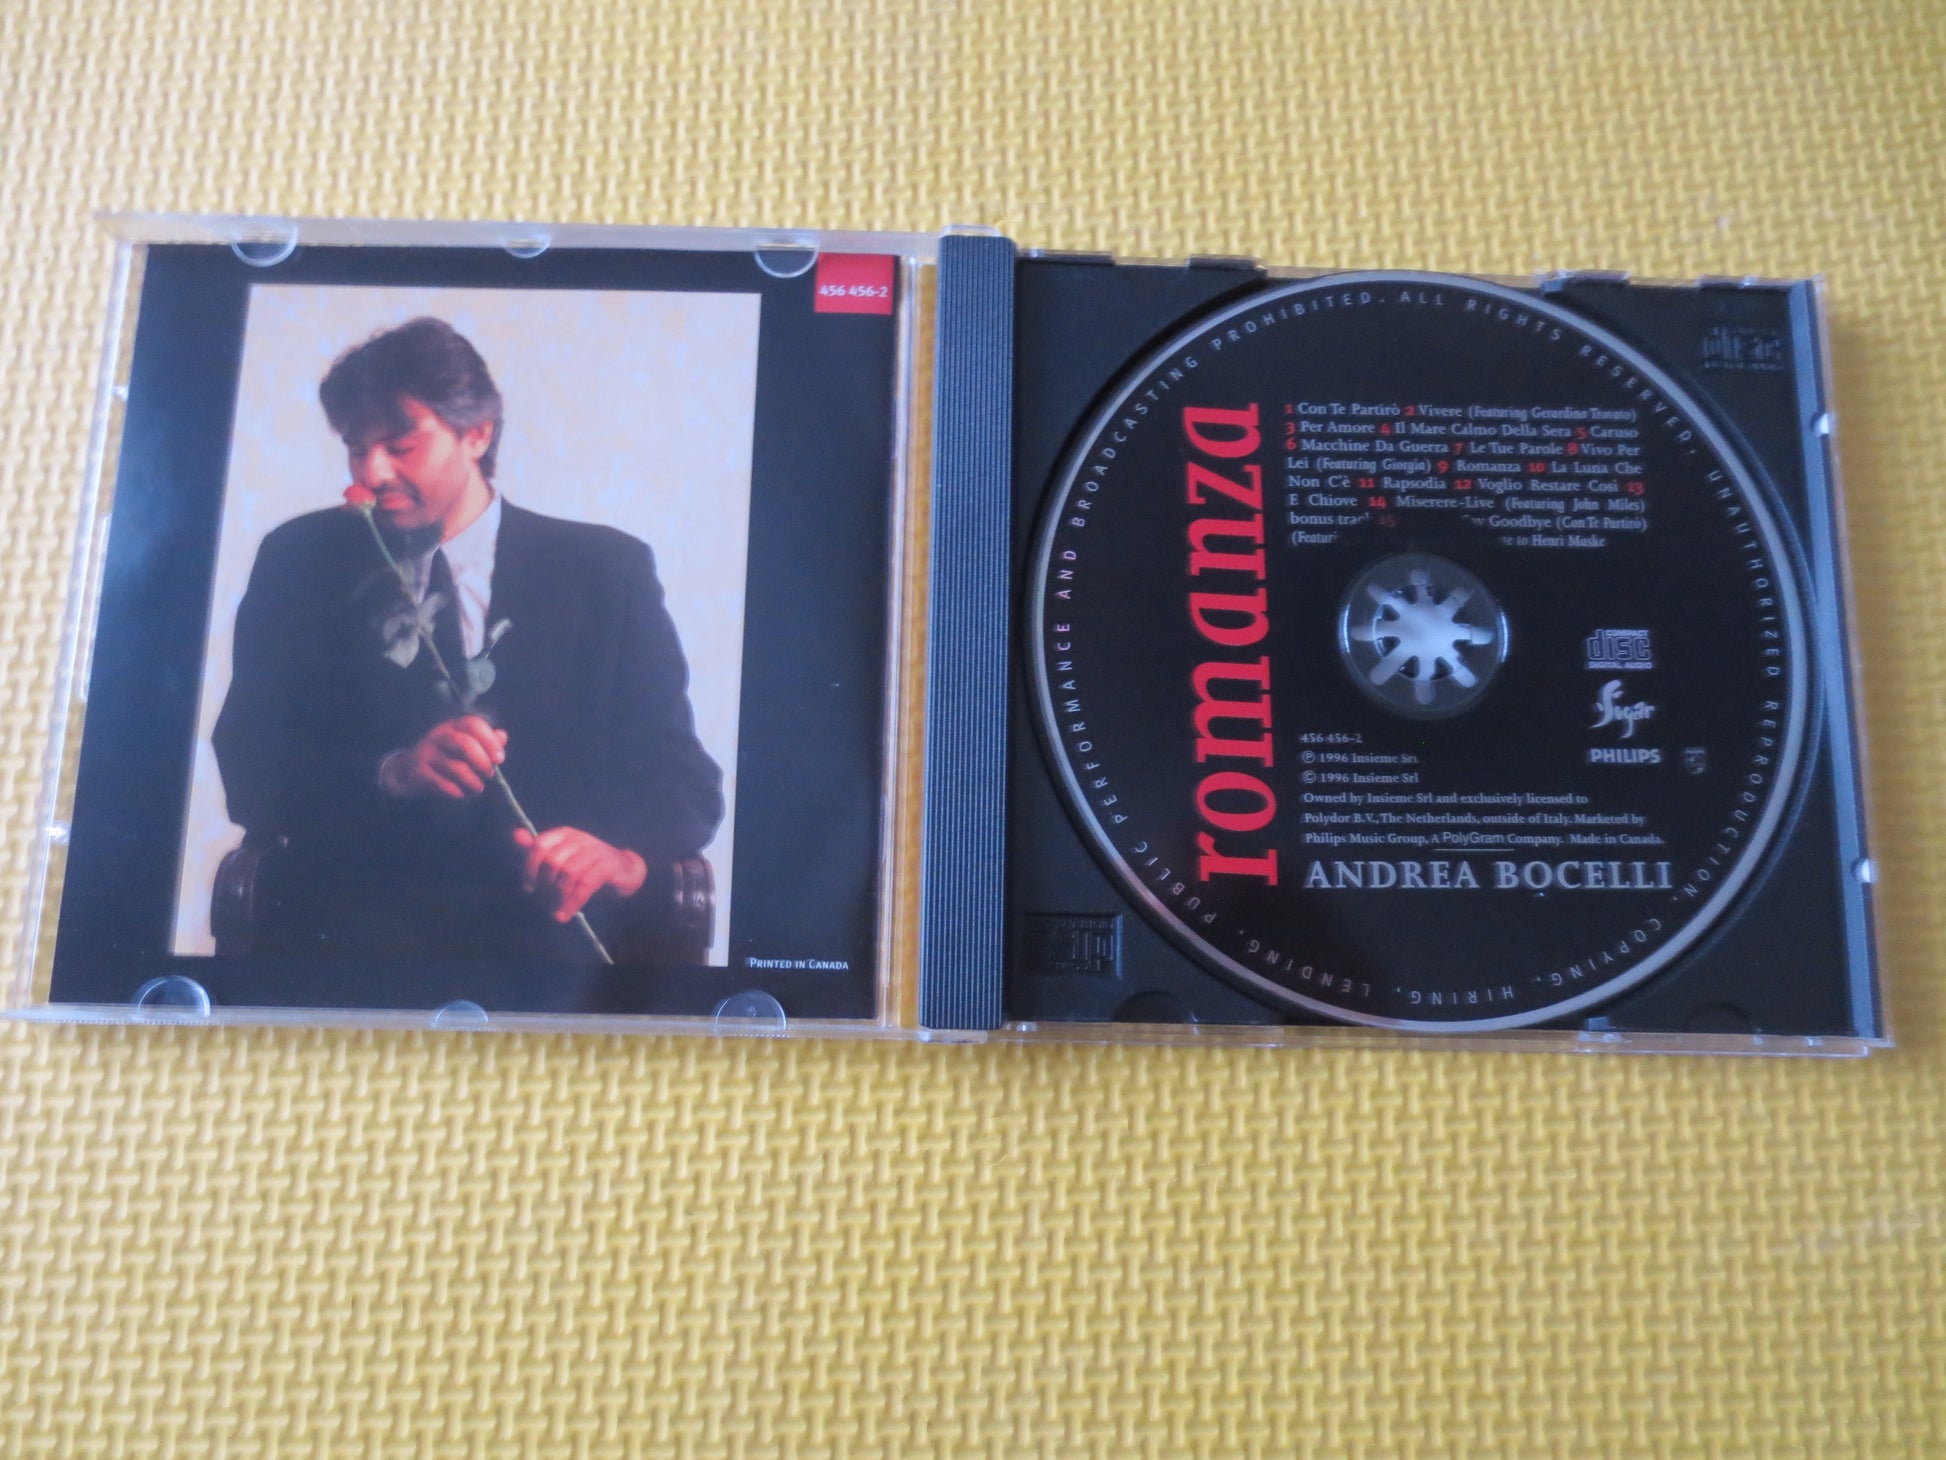 456 456-2
PRINTED IN CANADA
PUBLIC PERFORMANCE AND BROADCASTING PROHIBITED. ALL RIGHTS RESERVED, UNAUTHORIZED REPRODUCTION, COPYING, HIRING, LENDING,
romanza
1 Con Te Partirò 2 Vivere (Featuring Gerardina Trovato)
3 Per Amore 4 Il Mare Calmo Della Sera 5 Caruso
6 Macchine Da Guerra 7 Le Tue Parole 8 Vivo Per
Lei (Featuring Giorgia) 9 Romanza 10 La Luna Che
Non C'è 11 Rapsodia 12 Voglio Restare Così 13
E Chiove 14 Miserere-Live (Featuring John Miles)
bonus 15 Goodbye (Con Te Partirò)
to Henri Maske
COMPACT
disc
DIGITAL AUDIO
Sugar
PHILIPS
456 456-2
℗ 1996 Insieme Srl
© 1996 Insieme Srl
Owned by Insieme Srl and exclusively licensed to
Polydor B.V., The Netherlands, outside of Italy. Marketed by
Philips Music Group, A PolyGram Company. Made in Canada.
ANDREA BOCELLI